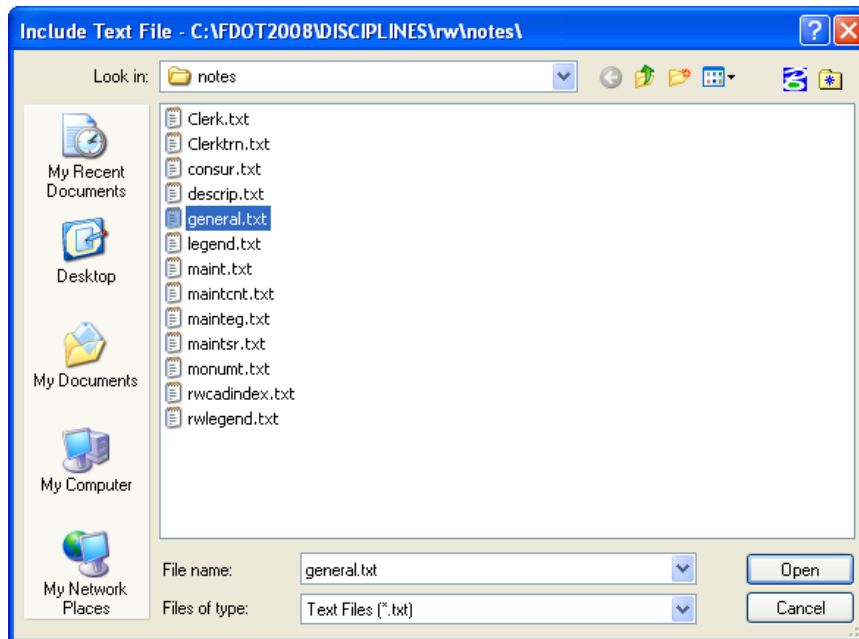 Include Text File - C:\FDOT2008\DISCIPLINES\rw\notes\
Look in:
notes
My Recent
Documents
Desktop
My Documents
My Computer
My Network
Places
Clerk.txt
Clerktrn.txt
consur.txt
descrip.txt
general.txt
legend.txt
maint.txt
maintcnt.txt
mainteg.txt
maintsr.txt
monumt.txt
rwcadindex.txt
rwlegend.txt
File name:
general.txt
Open
Files of type:
Text Files (*.txt)
Cancel